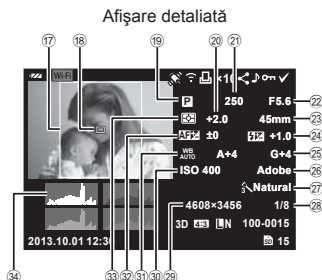 Afişare detaliată
⑰ ⑱ ⑲ ⑳ ㉑
Wi-Fi ×10
P 250 F5.6 ㉒
+2.0 45mm ㉓
AF ±0 +1.0 ㉔
WB AUTO A+4 G+4 ㉕
ISO 400 Adobe ㉖
Natural ㉗
4608×3456 1/8 ㉘
3D 4:3 LN 100-0015
2013.10.01 12:30 15
㉞ ㉝ ㉜ ㉛ ㉚ ㉙